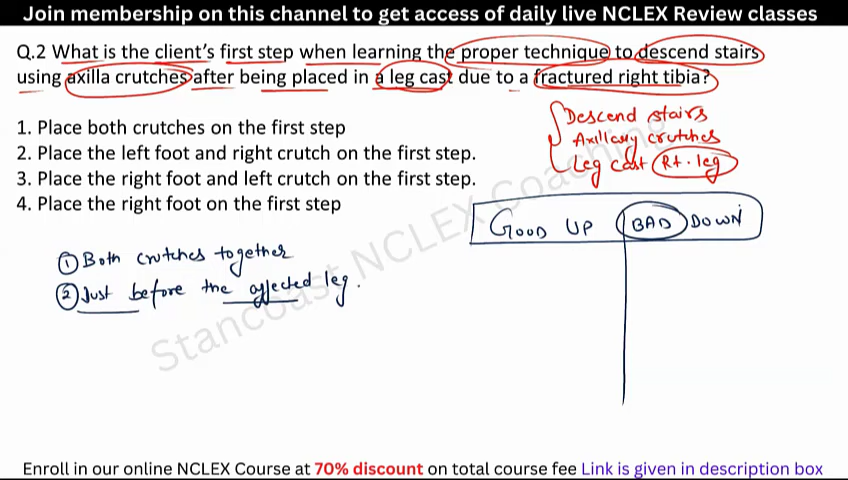 Join membership on this channel to get access of daily live NCLEX Review classes
Q.2 What is the client's first step when learning the proper technique to descend stairs
using axilla crutches after being placed in a leg cast due to a fractured right tibia?
1. Place both crutches on the first step
2. Place the left foot and right crutch on the first step.
3. Place the right foot and left crutch on the first step.
4. Place the right foot on the first step
Descend stairs
Axillary crutches
Leg cast Rt. leg
GOOD UP BAD DOWN
① Both crutches together
② Just before the affected leg.
Stancoast NCLEX Coaching
Enroll in our online NCLEX Course at 70% discount on total course fee Link is given in description box